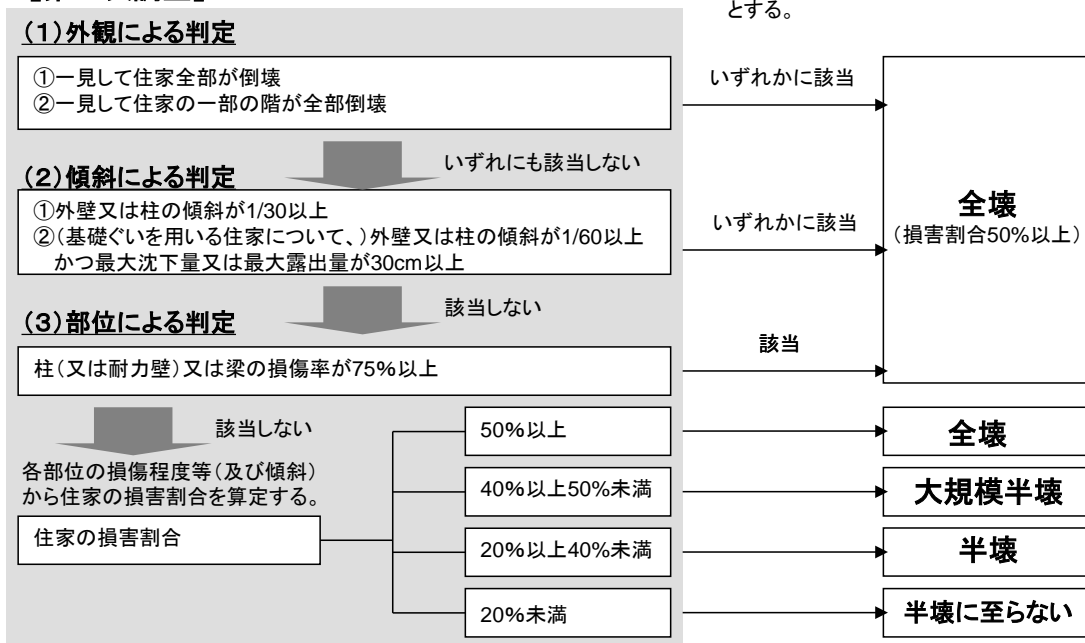 とする。
(1)外観による判定
①一見して住家全部が倒壊
②一見して住家の一部の階が全部倒壊
いずれかに該当
いずれにも該当しない
(2)傾斜による判定
①外壁又は柱の傾斜が1/30以上
②(基礎ぐいを用いる住家について、)外壁又は柱の傾斜が1/60以上
かつ最大沈下量又は最大露出量が30cm以上
いずれかに該当
全壊
(損害割合50%以上)
該当しない
(3)部位による判定
柱(又は耐力壁)又は梁の損傷率が75%以上
該当
該当しない
各部位の損傷程度等(及び傾斜)
から住家の損害割合を算定する。
住家の損害割合
50%以上
全壊
40%以上50%未満
大規模半壊
20%以上40%未満
半壊
20%未満
半壊に至らない